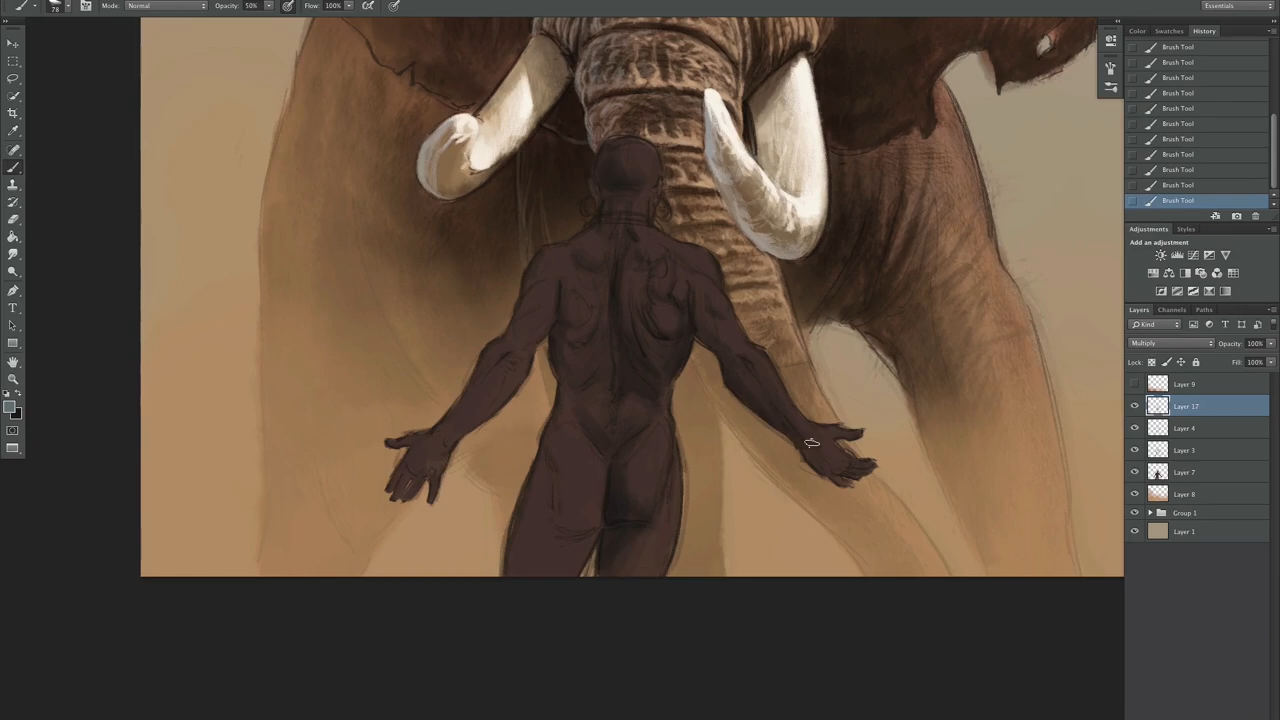 78
Mode: Normal
Opacity: 50%
Flow: 100%
Essentials
Color Swatches History
Brush Tool
Brush Tool
Brush Tool
Brush Tool
Brush Tool
Brush Tool
Brush Tool
Brush Tool
Brush Tool
Brush Tool
Brush Tool
Adjustments Styles
Add an adjustment
Layers Channels Paths
Kind
Multiply Opacity: 100%
Lock: Fill: 100%
Layer 9
Layer 17
Layer 4
Layer 3
Layer 7
Layer 8
Group 1
Layer 1